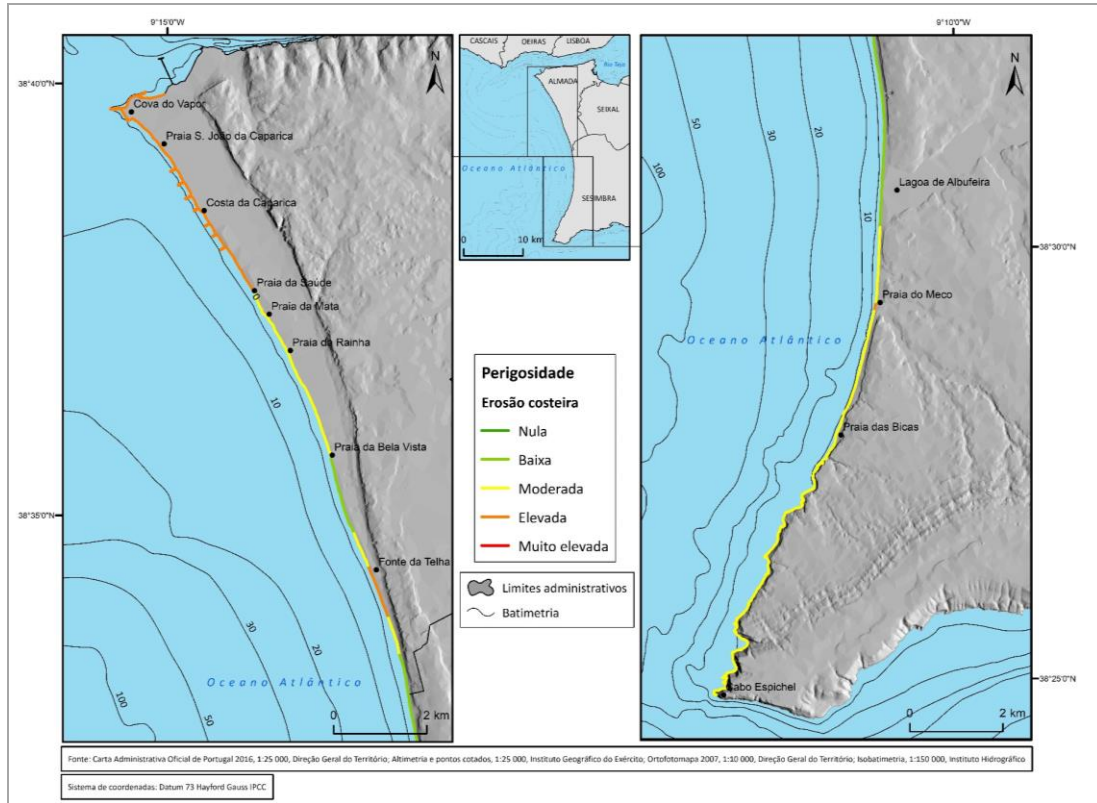 9°15'0"W
9°10'0"W
38°40'0"N
38°35'0"N
38°30'0"N
38°25'0"N
N
Cova do Vapor
Praia S. João da Caparica
Costa da Caparica
Praia da Saúde
0
Praia da Mata
Praia da Rainha
10
Praia da Bela Vista
Fonte da Telha
100
50
30
20
Oceano Atlântico
0 2 km
CASCAIS
OEIRAS
LISBOA
Rio Tejo
ALMADA
SEIXAL
Oceano Atlântico
SESIMBRA
0 10 km
Perigosidade
Erosão costeira
Nula
Baixa
Moderada
Elevada
Muito elevada
Limites administrativos
Batimetria
N
50
30
20
100
10
Lagoa de Albufeira
Praia do Meco
Oceano Atlântico
Praia das Bicas
Cabo Espichel
0 2 km
Fonte: Carta Administrativa Oficial de Portugal 2016, 1:25 000, Direção Geral do Território; Altimetria e pontos cotados, 1:25 000, Instituto Geográfico do Exército; Ortofotomapa 2007, 1:10 000, Direção Geral do Território; Isobatimetria, 1:150 000, Instituto Hidrográfico
Sistema de coordenadas: Datum 73 Hayford Gauss IPCC